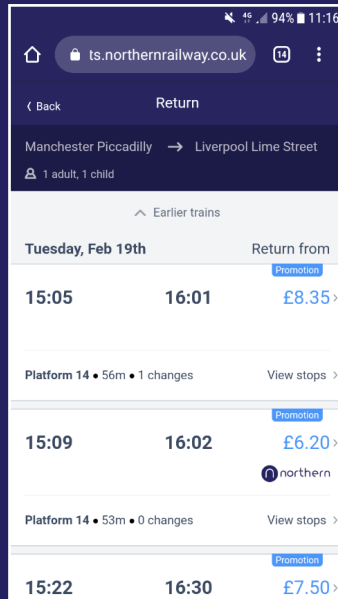 4G 94% 11:16
ts.northernrailway.co.uk 14
Back Return
Manchester Piccadilly → Liverpool Lime Street
1 adult, 1 child
Earlier trains
Tuesday, Feb 19th Return from
Promotion
15:05 16:01 £8.35
Platform 14 • 56m • 1 changes View stops
Promotion
15:09 16:02 £6.20
northern
Platform 14 • 53m • 0 changes View stops
Promotion
15:22 16:30 £7.50